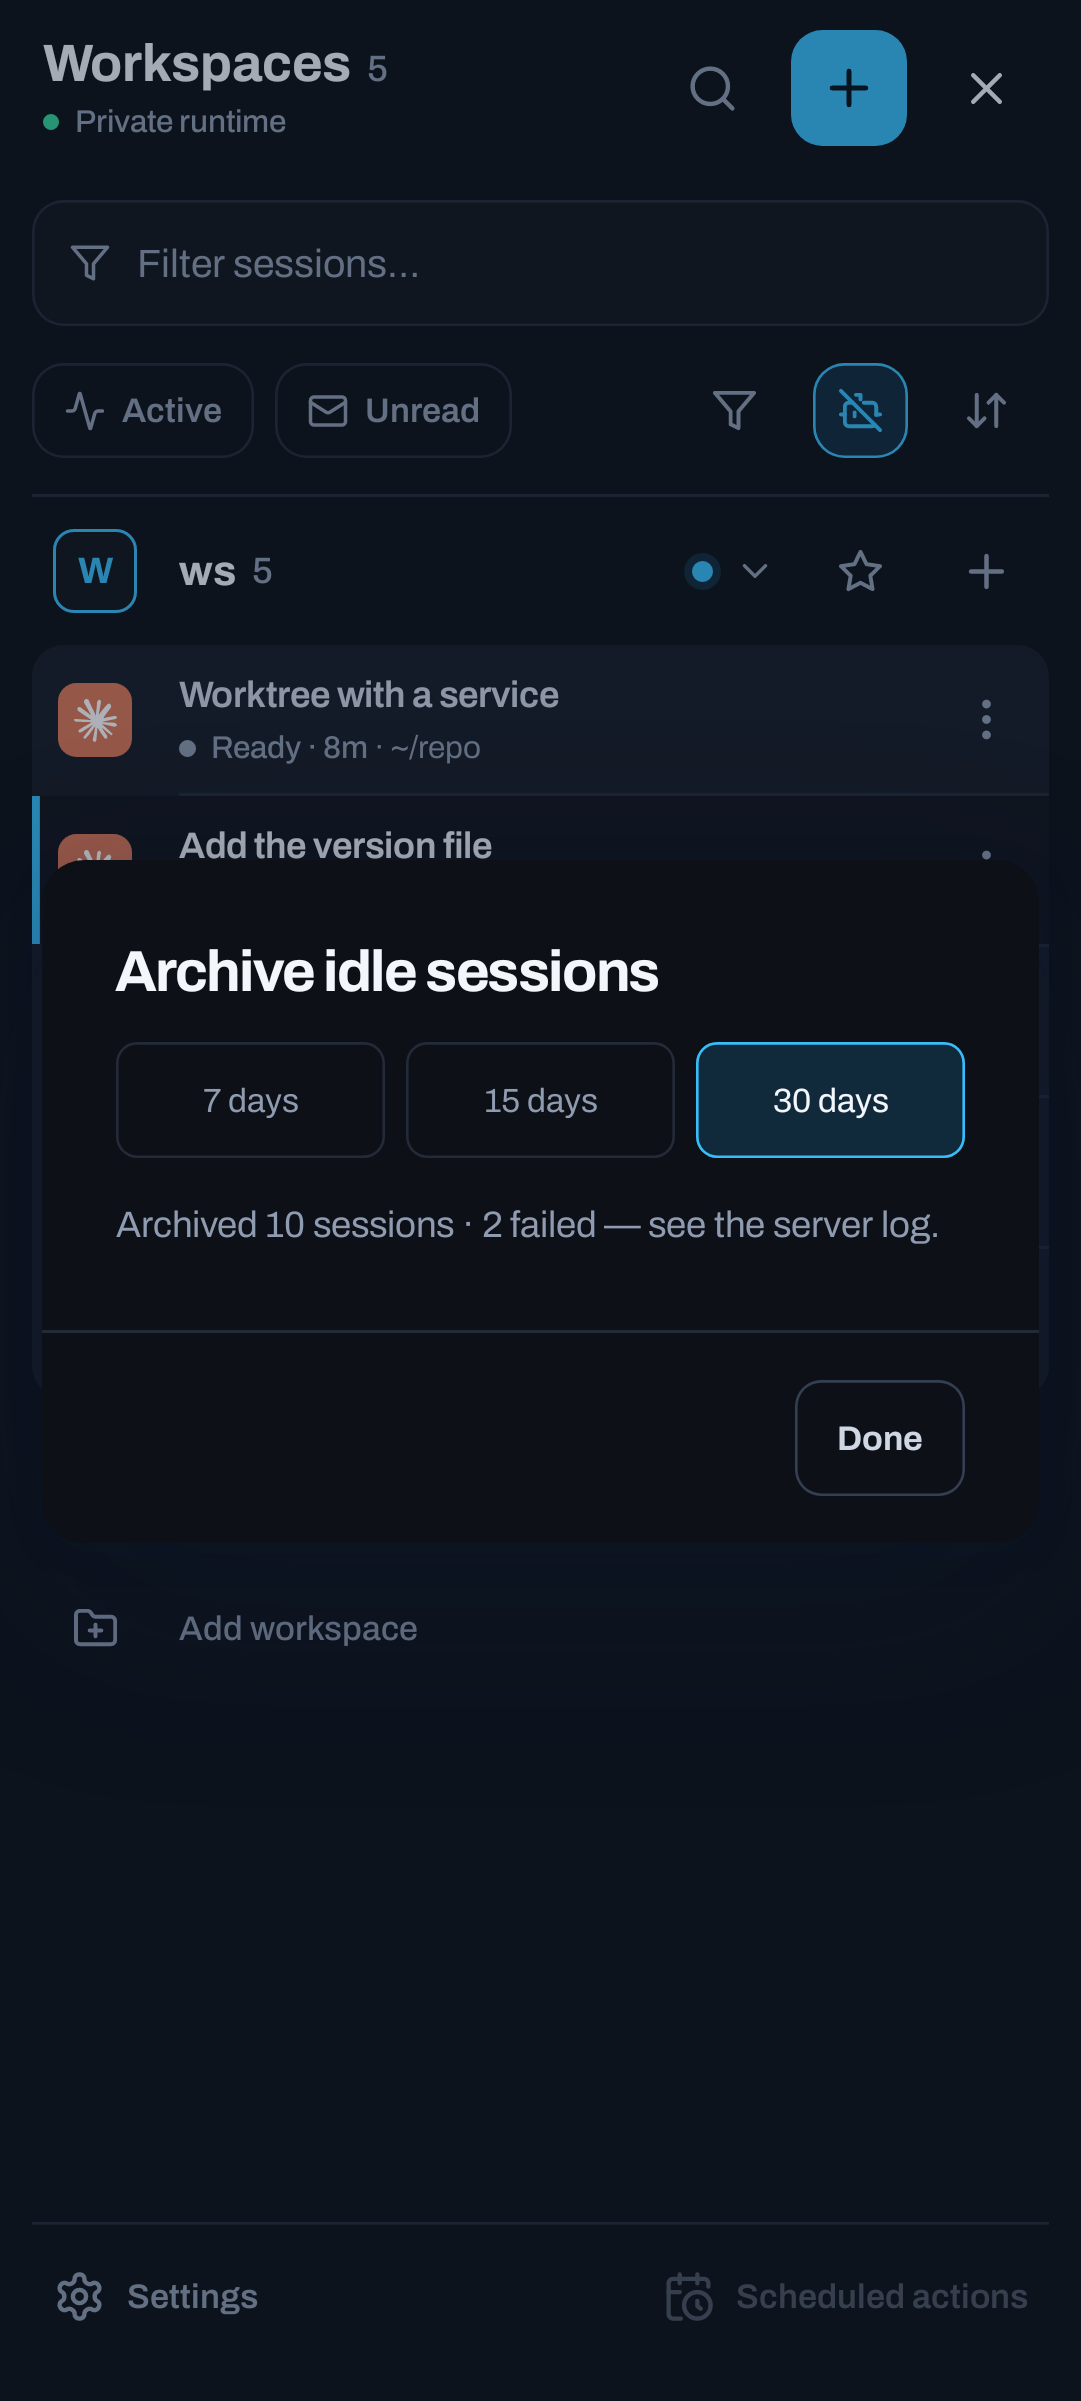 Workspaces 5
Private runtime
Filter sessions...
Active
Unread
W
ws 5
Worktree with a service
Ready · 8m · ~/repo
Add the version file
Archive idle sessions
7 days
15 days
30 days
Archived 10 sessions · 2 failed — see the server log.
Done
Add workspace
Settings
Scheduled actions